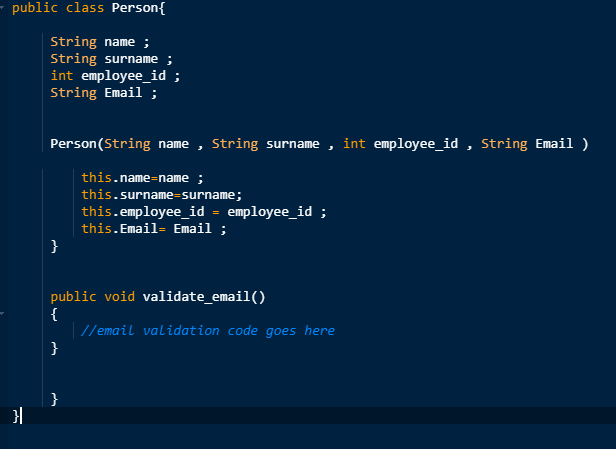 public class Person{
String name ;
String surname ;
int employee_id ;
String Email ;
Person(String name , String surname , int employee_id , String Email )
this.name=name ;
this.surname=surname;
this.employee_id = employee_id ;
this.Email= Email ;
}
public void validate_email()
{
//email validation code goes here
}
}
}